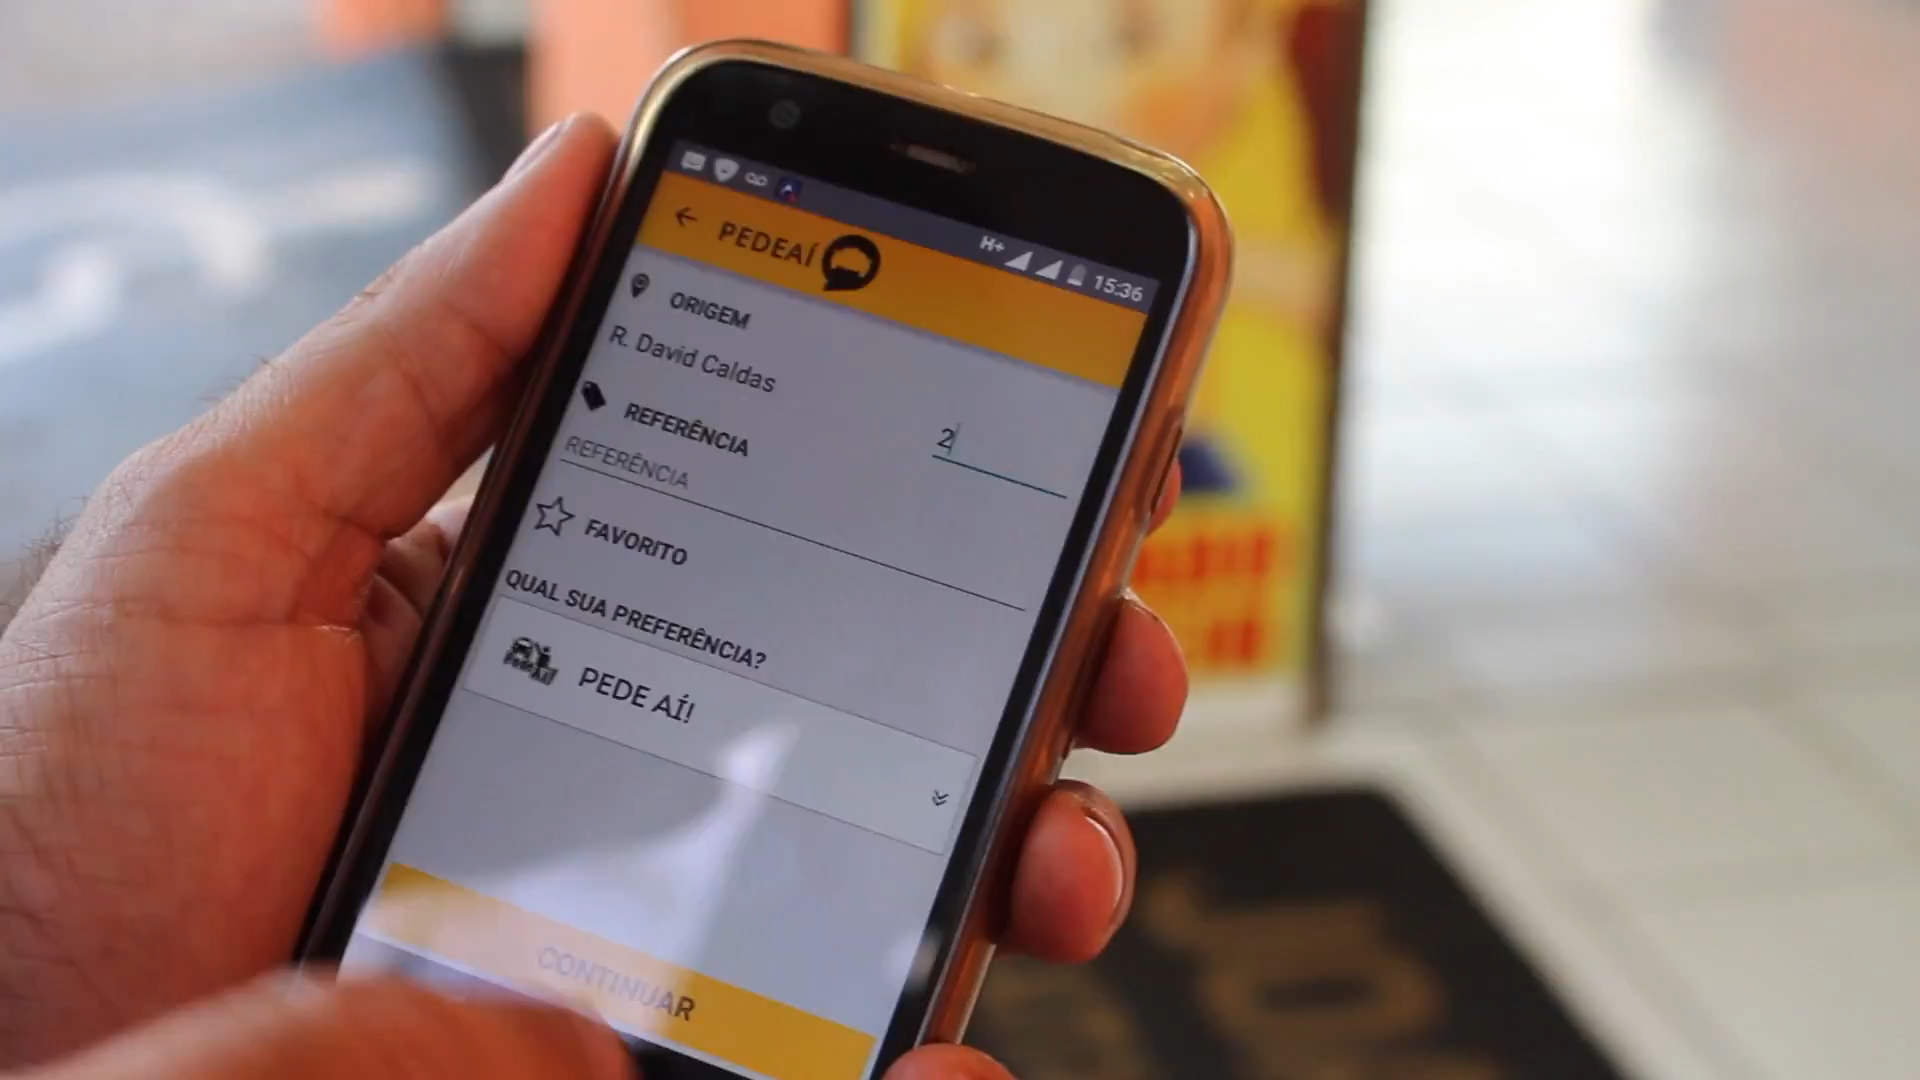 H+ 15:36
PEDEAÍ
ORIGEM
R. David Caldas
2
REFERÊNCIA
REFERÊNCIA
FAVORITO
QUAL SUA PREFERÊNCIA?
PEDE AÍ!
CONTINUAR